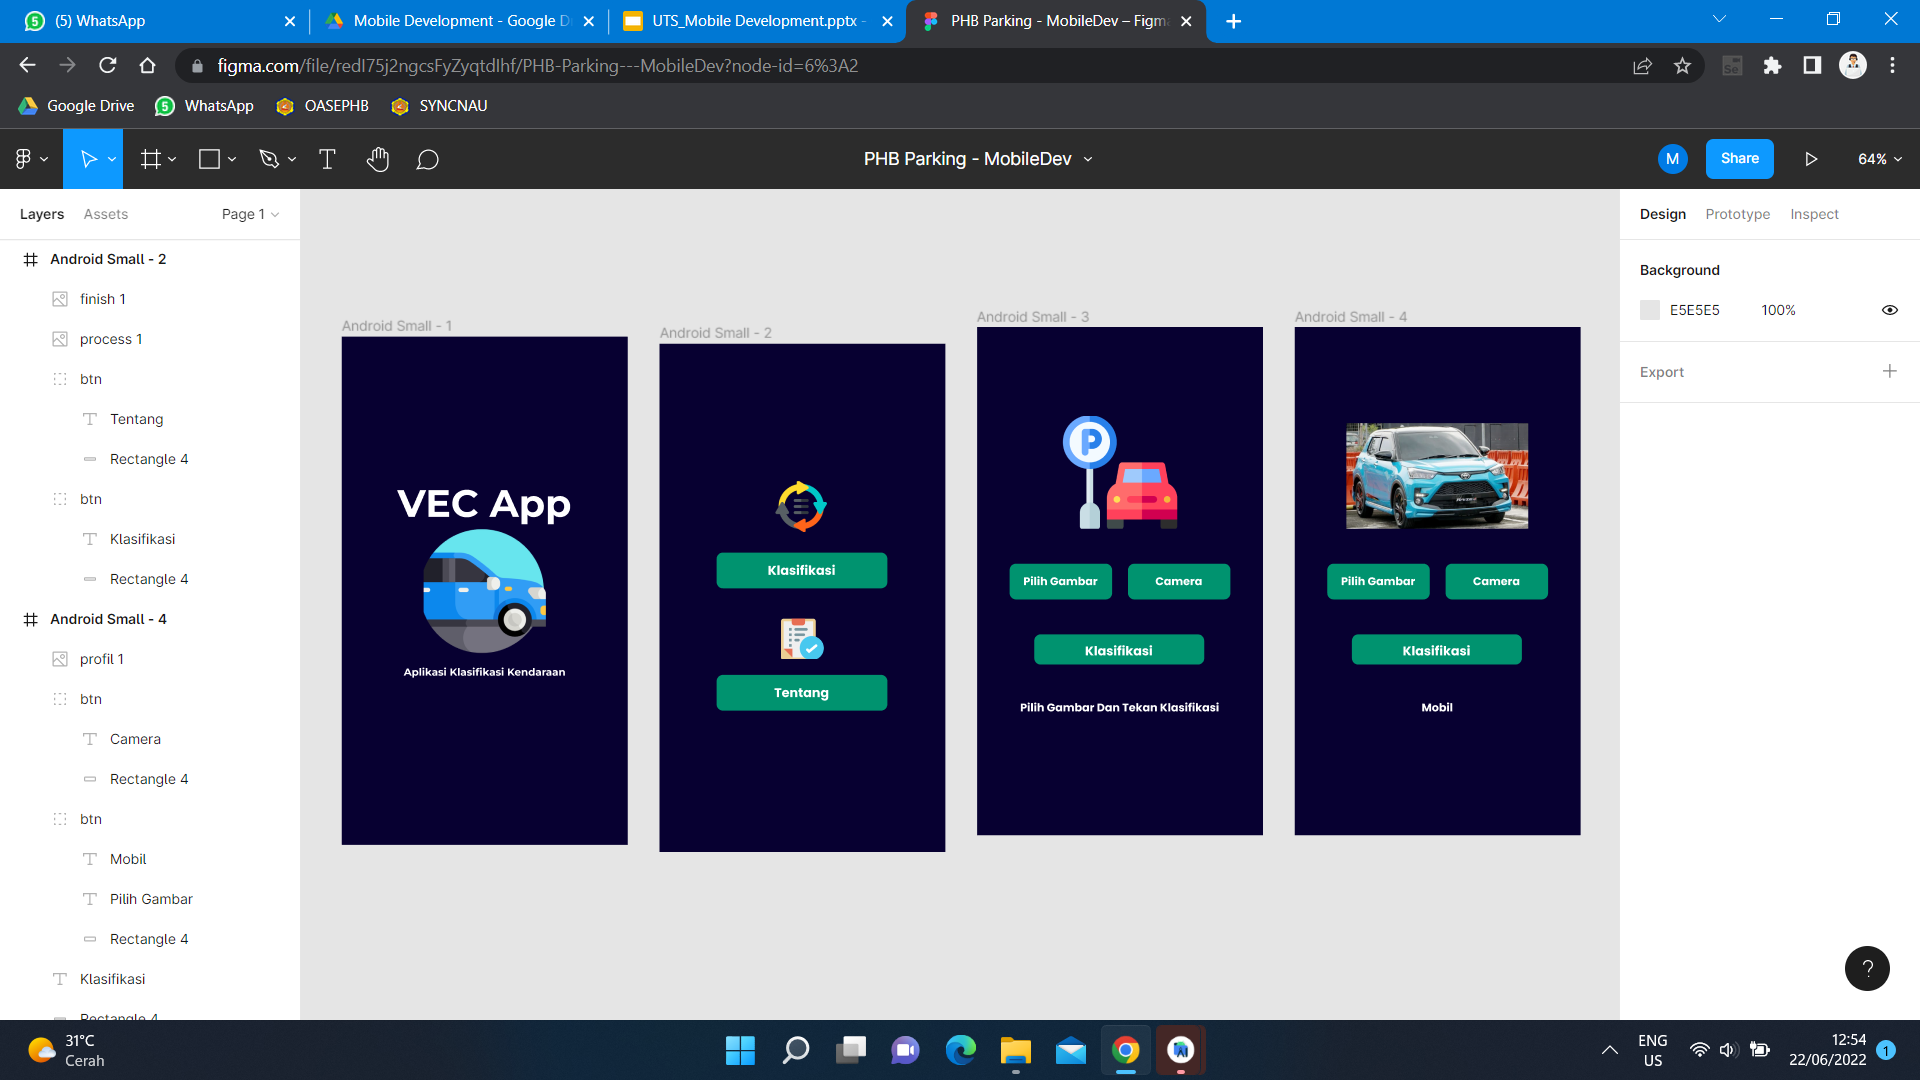 (5) WhatsApp
Mobile Development - Google D
UTS_Mobile Development.pptx -
PHB Parking - MobileDev – Figma
figma.com/file/redI75j2ngcsFyZyqtdIhf/PHB-Parking---MobileDev?node-id=6%3A2
Google Drive
WhatsApp
OASEPHB
SYNCNAU
PHB Parking - MobileDev
M
Share
64%
Layers
Assets
Page 1
Design
Prototype
Inspect
Android Small - 2
finish 1
process 1
btn
Tentang
Rectangle 4
btn
Klasifikasi
Rectangle 4
Android Small - 4
profil 1
btn
Camera
Rectangle 4
btn
Mobil
Pilih Gambar
Rectangle 4
Klasifikasi
Rectangle 4
Android Small - 1
VEC App
Aplikasi Klasifikasi Kendaraan
Android Small - 2
Klasifikasi
Tentang
Android Small - 3
P
Pilih Gambar
Camera
Klasifikasi
Pilih Gambar Dan Tekan Klasifikasi
Android Small - 4
Pilih Gambar
Camera
Klasifikasi
Mobil
Background
E5E5E5
100%
Export
?
31°C
Cerah
ENG
US
12:54
22/06/2022
1